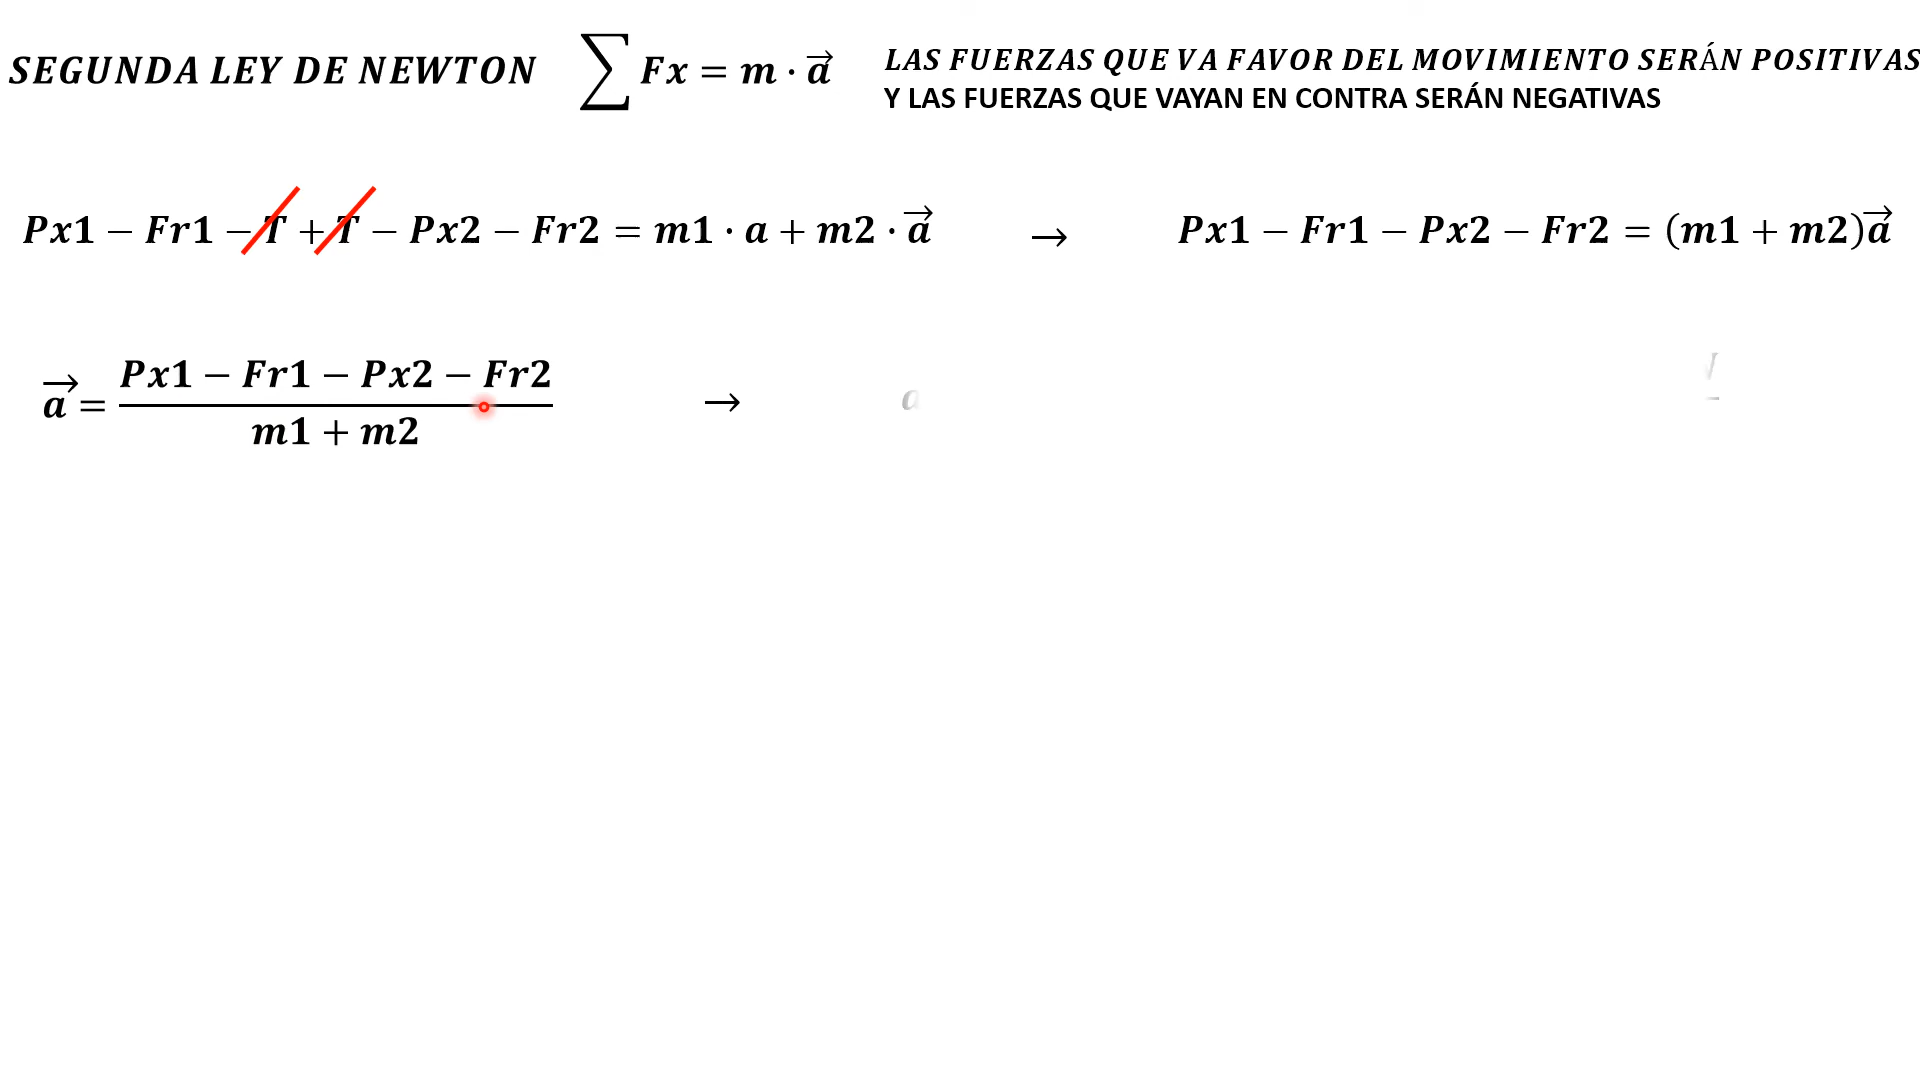 SEGUNDA LEY DE NEWTON ∑ Fx = m · a⃗ LAS FUERZAS QUE VA FAVOR DEL MOVIMIENTO SERÁN POSITIVAS
Y LAS FUERZAS QUE VAYAN EN CONTRA SERÁN NEGATIVAS
Px1 − Fr1 − T + T − Px2 − Fr2 = m1 · a + m2 · a⃗ → Px1 − Fr1 − Px2 − Fr2 = (m1 + m2)a⃗
Px1 − Fr1 − Px2 − Fr2
a⃗ = →
m1 + m2